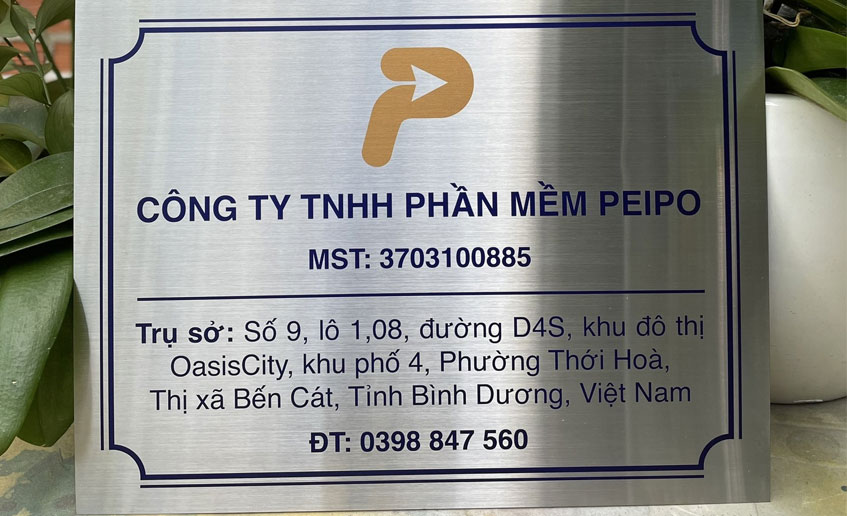 CÔNG TY TNHH PHẦN MỀM PEIPO
MST: 3703100885
Trụ sở: Số 9, lô 1,08, đường D4S, khu đô thị
OasisCity, khu phố 4, Phường Thới Hoà,
Thị xã Bến Cát, Tỉnh Bình Dương, Việt Nam
ĐT: 0398 847 560